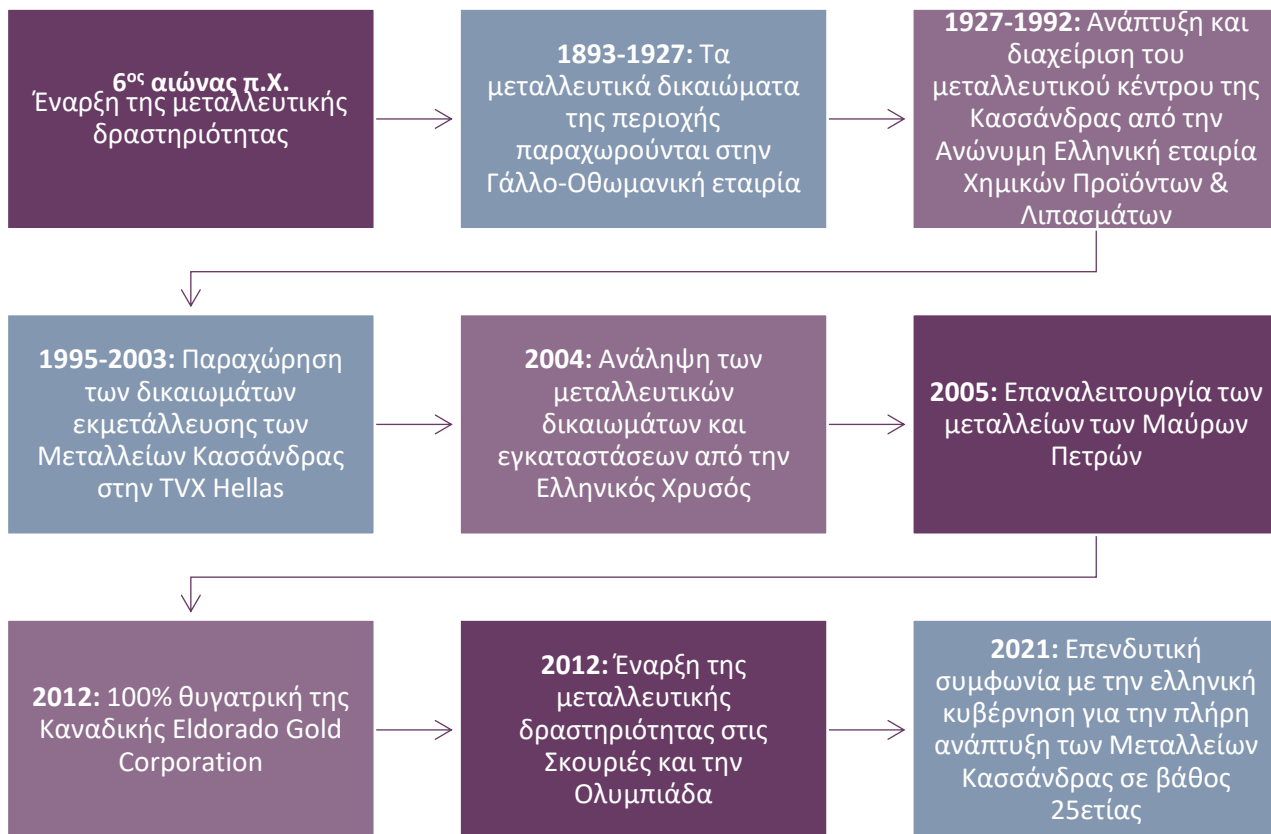 6ος αιώνας π.Χ.
Έναρξη της μεταλλευτικής
δραστηριότητας
1893-1927: Τα
μεταλλευτικά δικαιώματα
της περιοχής
παραχωρούνται στην
Γάλλο-Οθωμανική εταιρία
1927-1992: Ανάπτυξη και
διαχείριση του
μεταλλευτικού κέντρου της
Κασσάνδρας από την
Ανώνυμη Ελληνική εταιρία
Χημικών Προϊόντων &
Λιπασμάτων
1995-2003: Παραχώρηση
των δικαιωμάτων
εκμετάλλευσης των
Μεταλλείων Κασσάνδρας
στην TVX Hellas
2004: Ανάληψη των
μεταλλευτικών
δικαιωμάτων και
εγκαταστάσεων από την
Ελληνικός Χρυσός
2005: Επαναλειτουργία των
μεταλλείων των Μαύρων
Πετρών
2012: 100% θυγατρική της
Καναδικής Eldorado Gold
Corporation
2012: Έναρξη της
μεταλλευτικής
δραστηριότητας στις
Σκουριές και την
Ολυμπιάδα
2021: Επενδυτική
συμφωνία με την ελληνική
κυβέρνηση για την πλήρη
ανάπτυξη των Μεταλλείων
Κασσάνδρας σε βάθος
25ετίας